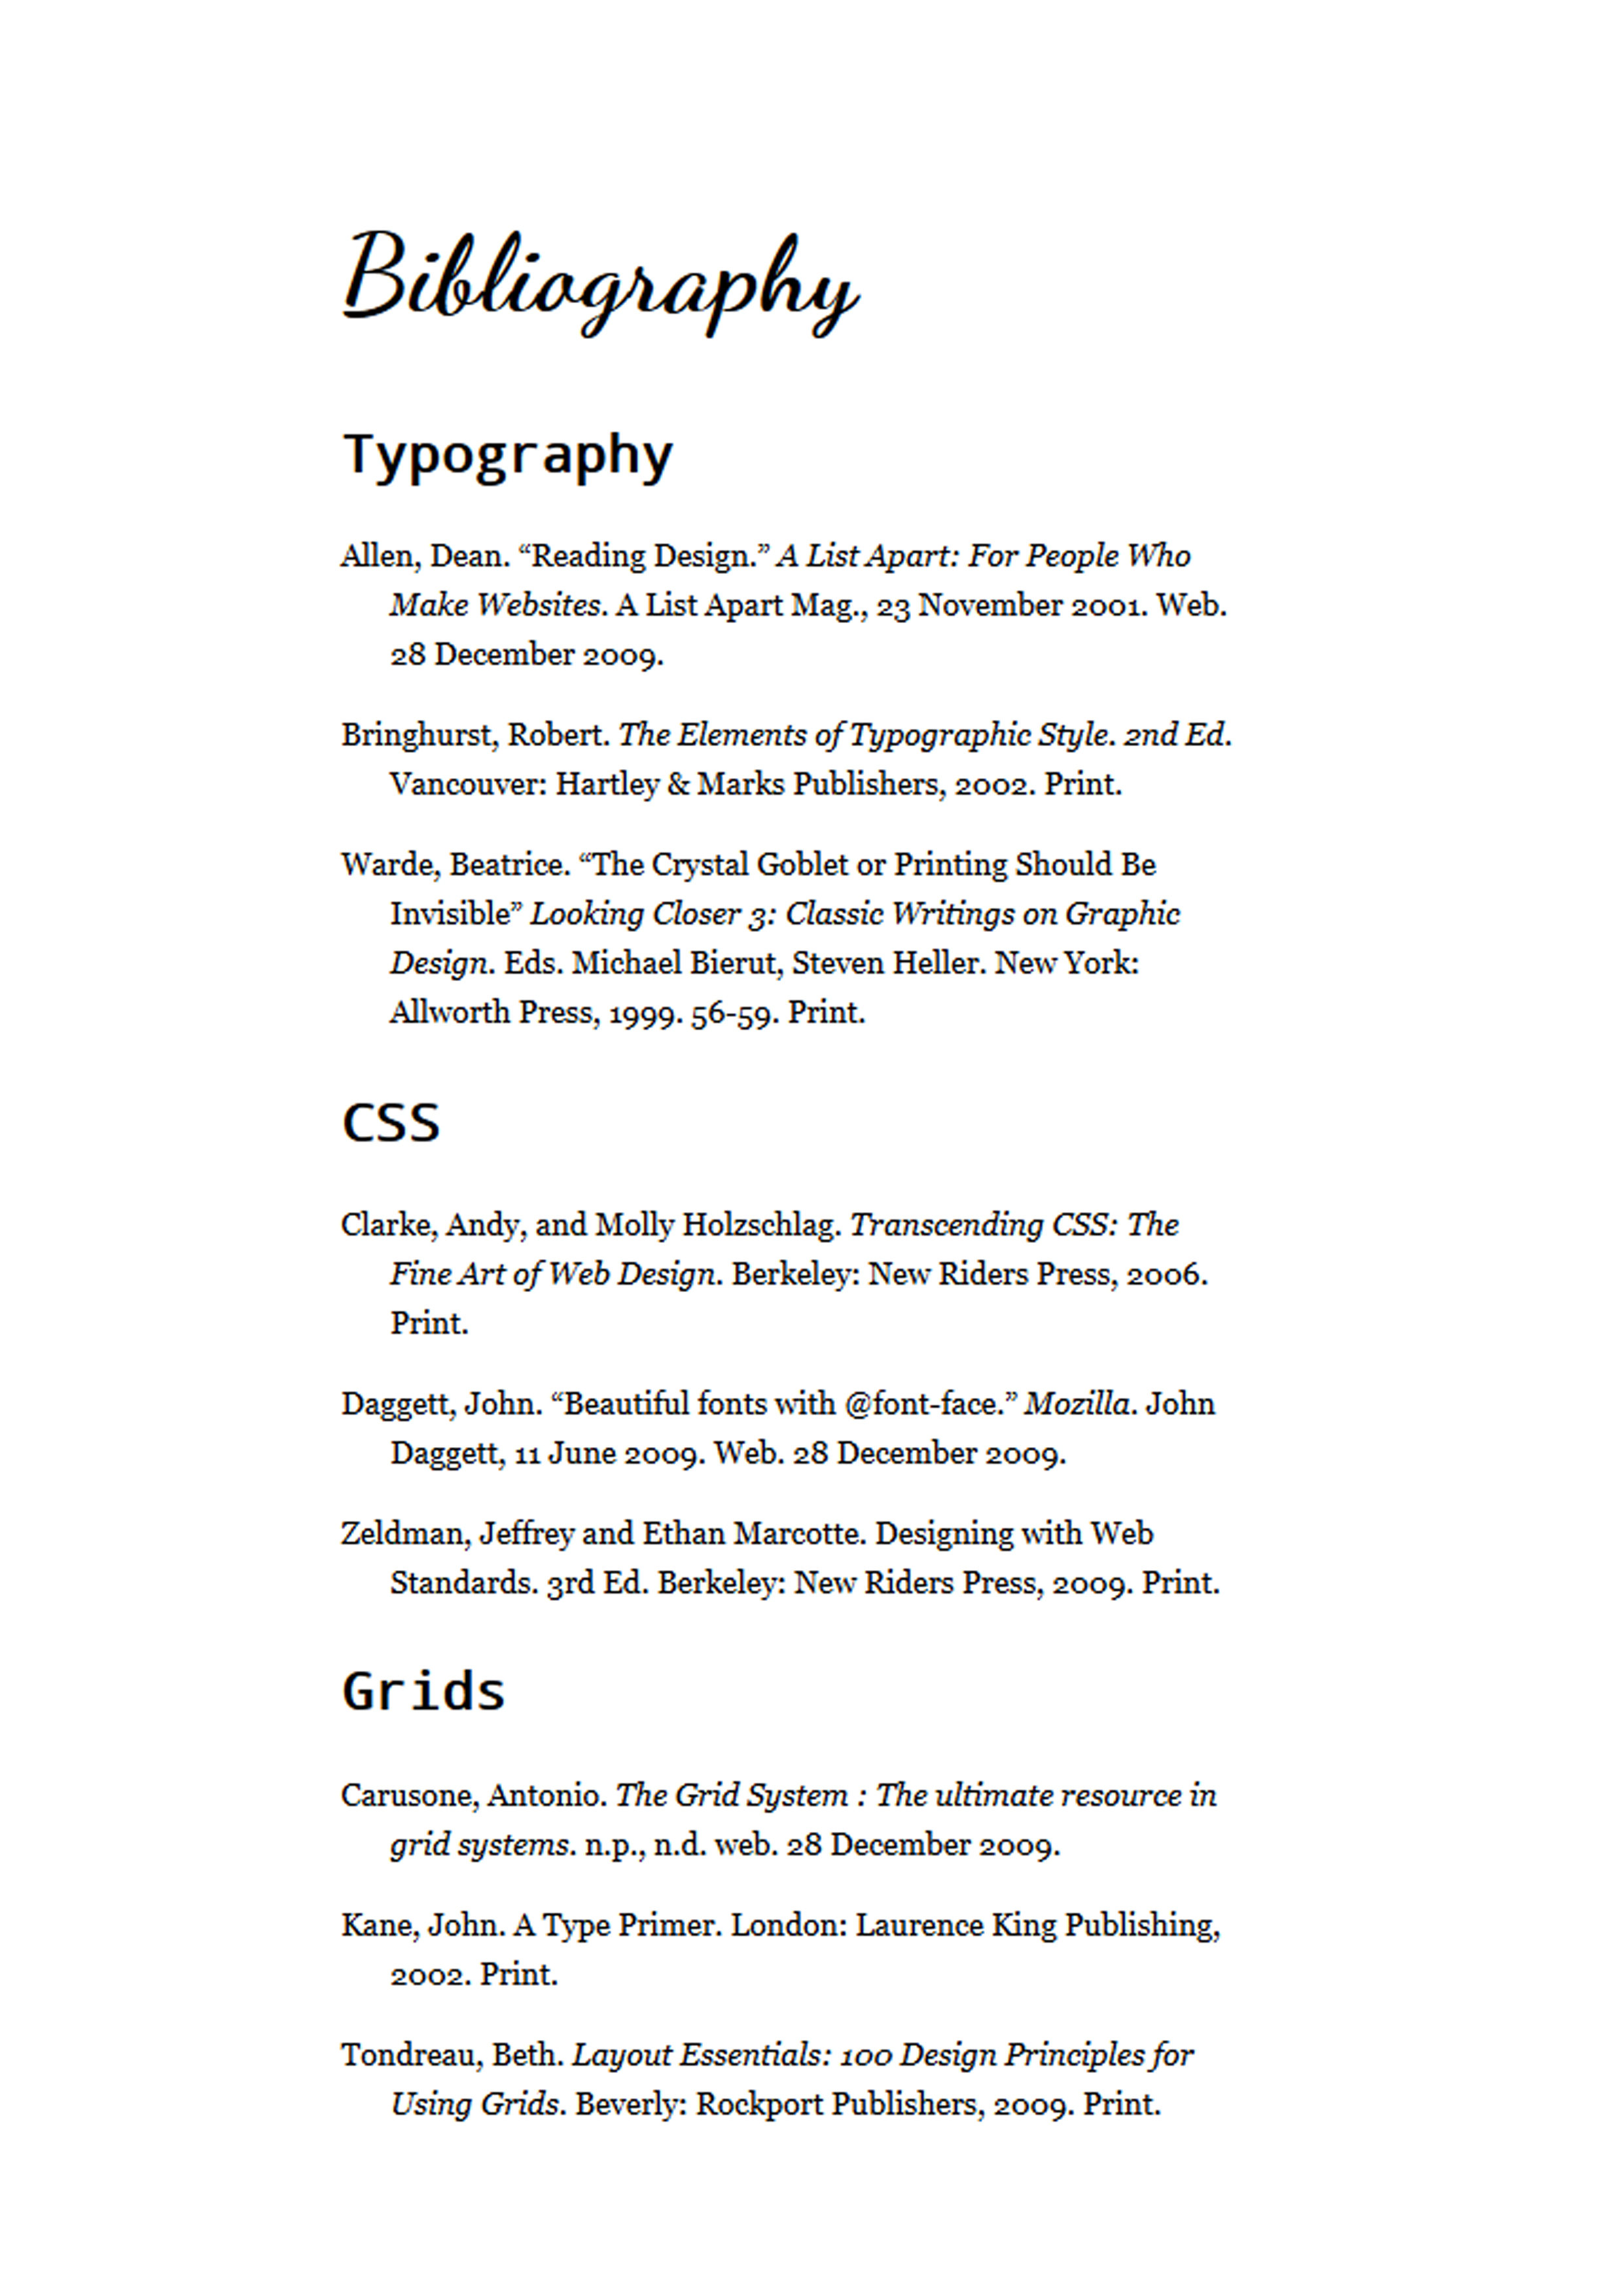 Bibliography
Typography
Allen, Dean. “Reading Design.” A List Apart: For People Who
Make Websites. A List Apart Mag., 23 November 2001. Web.
28 December 2009.
Bringhurst, Robert. The Elements of Typographic Style. 2nd Ed.
Vancouver: Hartley & Marks Publishers, 2002. Print.
Warde, Beatrice. “The Crystal Goblet or Printing Should Be
Invisible” Looking Closer 3: Classic Writings on Graphic
Design. Eds. Michael Bierut, Steven Heller. New York:
Allworth Press, 1999. 56-59. Print.
CSS
Clarke, Andy, and Molly Holzschlag. Transcending CSS: The
Fine Art of Web Design. Berkeley: New Riders Press, 2006.
Print.
Daggett, John. “Beautiful fonts with @font-face.” Mozilla. John
Daggett, 11 June 2009. Web. 28 December 2009.
Zeldman, Jeffrey and Ethan Marcotte. Designing with Web
Standards. 3rd Ed. Berkeley: New Riders Press, 2009. Print.
Grids
Carusone, Antonio. The Grid System : The ultimate resource in
grid systems. n.p., n.d. web. 28 December 2009.
Kane, John. A Type Primer. London: Laurence King Publishing,
2002. Print.
Tondreau, Beth. Layout Essentials: 100 Design Principles for
Using Grids. Beverly: Rockport Publishers, 2009. Print.